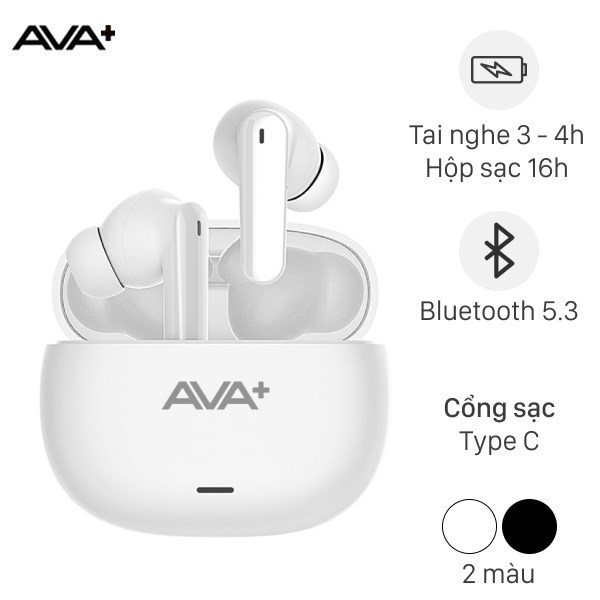 AVA+
Tai nghe 3 - 4h
Hộp sạc 16h
Bluetooth 5.3
AVA+
Cổng sạc
Type C
2 màu